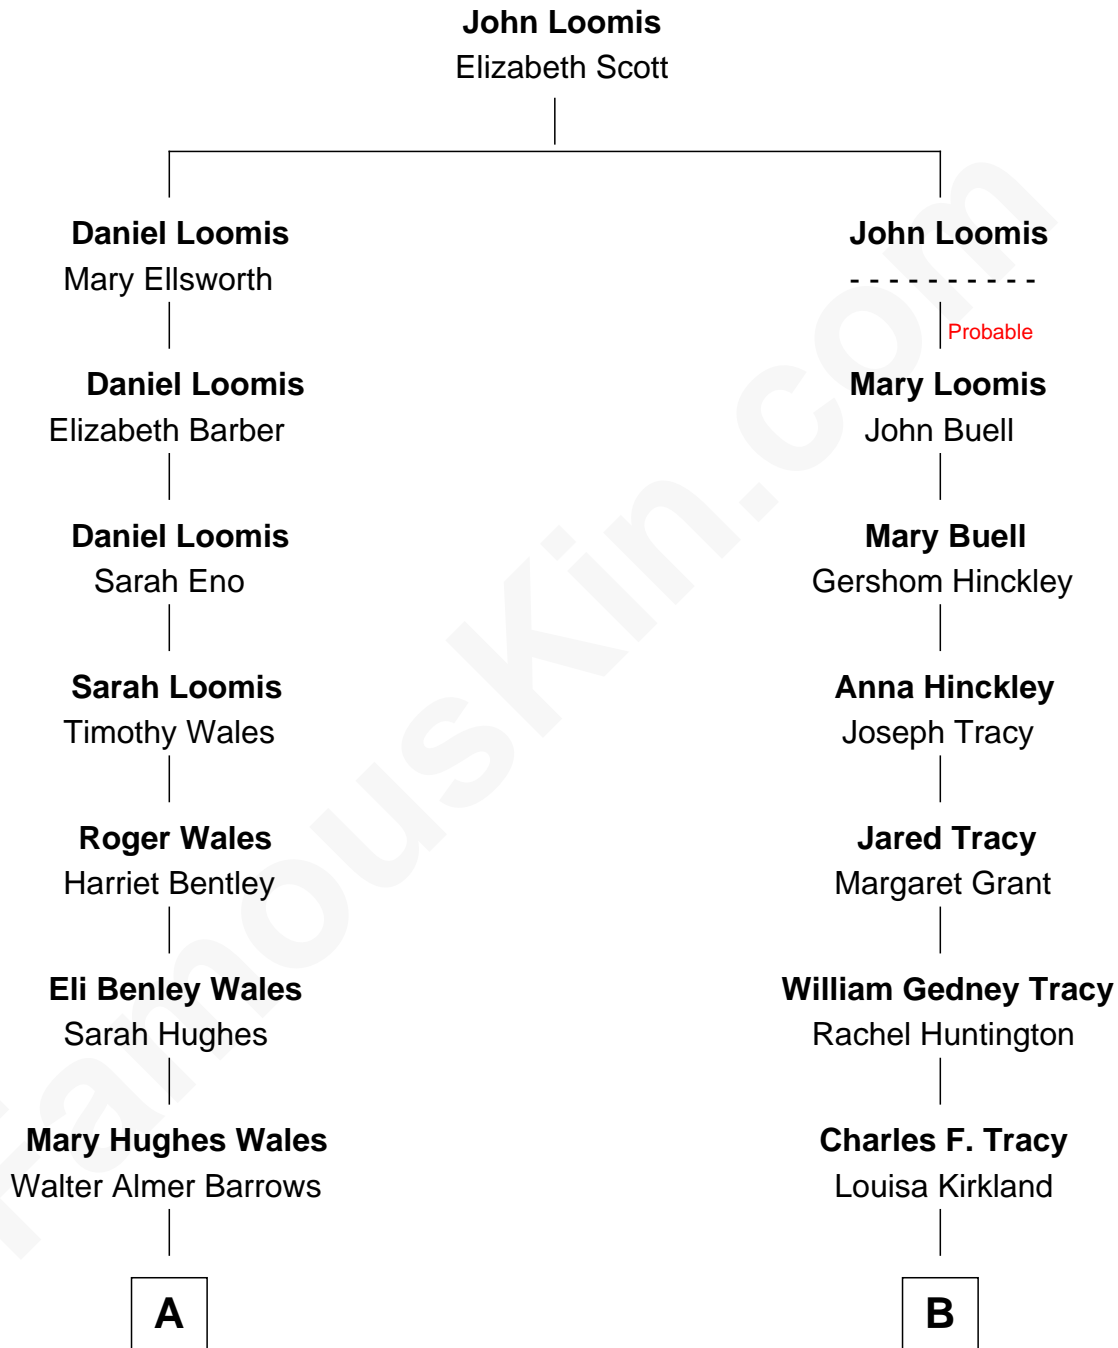 John Loomis
Elizabeth Scott
Daniel Loomis
Mary Ellsworth
John Loomis
- - - - - - - - - -
Probable
Daniel Loomis
Elizabeth Barber
Mary Loomis
John Buell
Daniel Loomis
Sarah Eno
Mary Buell
Gershom Hinckley
Sarah Loomis
Timothy Wales
Anna Hinckley
Joseph Tracy
Roger Wales
Harriet Bentley
Jared Tracy
Margaret Grant
Eli Benley Wales
Sarah Hughes
William Gedney Tracy
Rachel Huntington
Mary Hughes Wales
Walter Almer Barrows
Charles F. Tracy
Louisa Kirkland
A
B
FamousKin.com